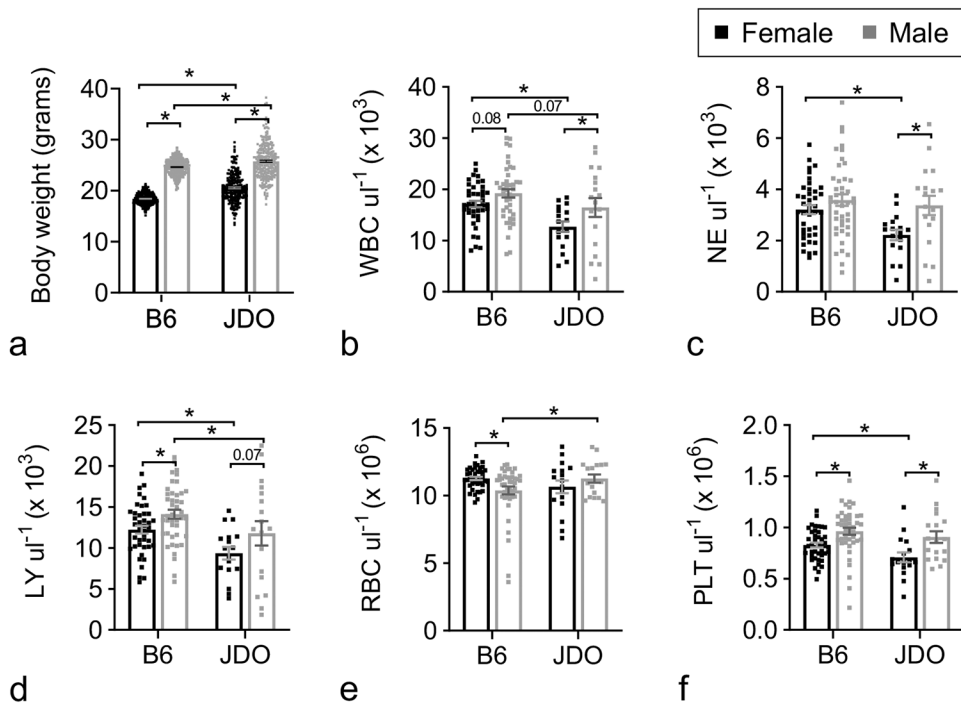 Female Male
Body weight (grams)
40
30
20
10
0
*
*
*
*
B6 JDO
a
WBC ul-1 (x 103)
40
30
20
10
0
*
0.07
0.08
*
B6 JDO
b
NE ul-1 (x 103)
8
6
4
2
0
*
*
B6 JDO
c
LY ul-1 (x 103)
25
20
15
10
5
0
*
*
*
0.07
B6 JDO
d
RBC ul-1 (x 106)
15
10
5
0
*
*
B6 JDO
e
PLT ul-1 (x 106)
2.0
1.5
1.0
0.5
0.0
*
*
*
B6 JDO
f